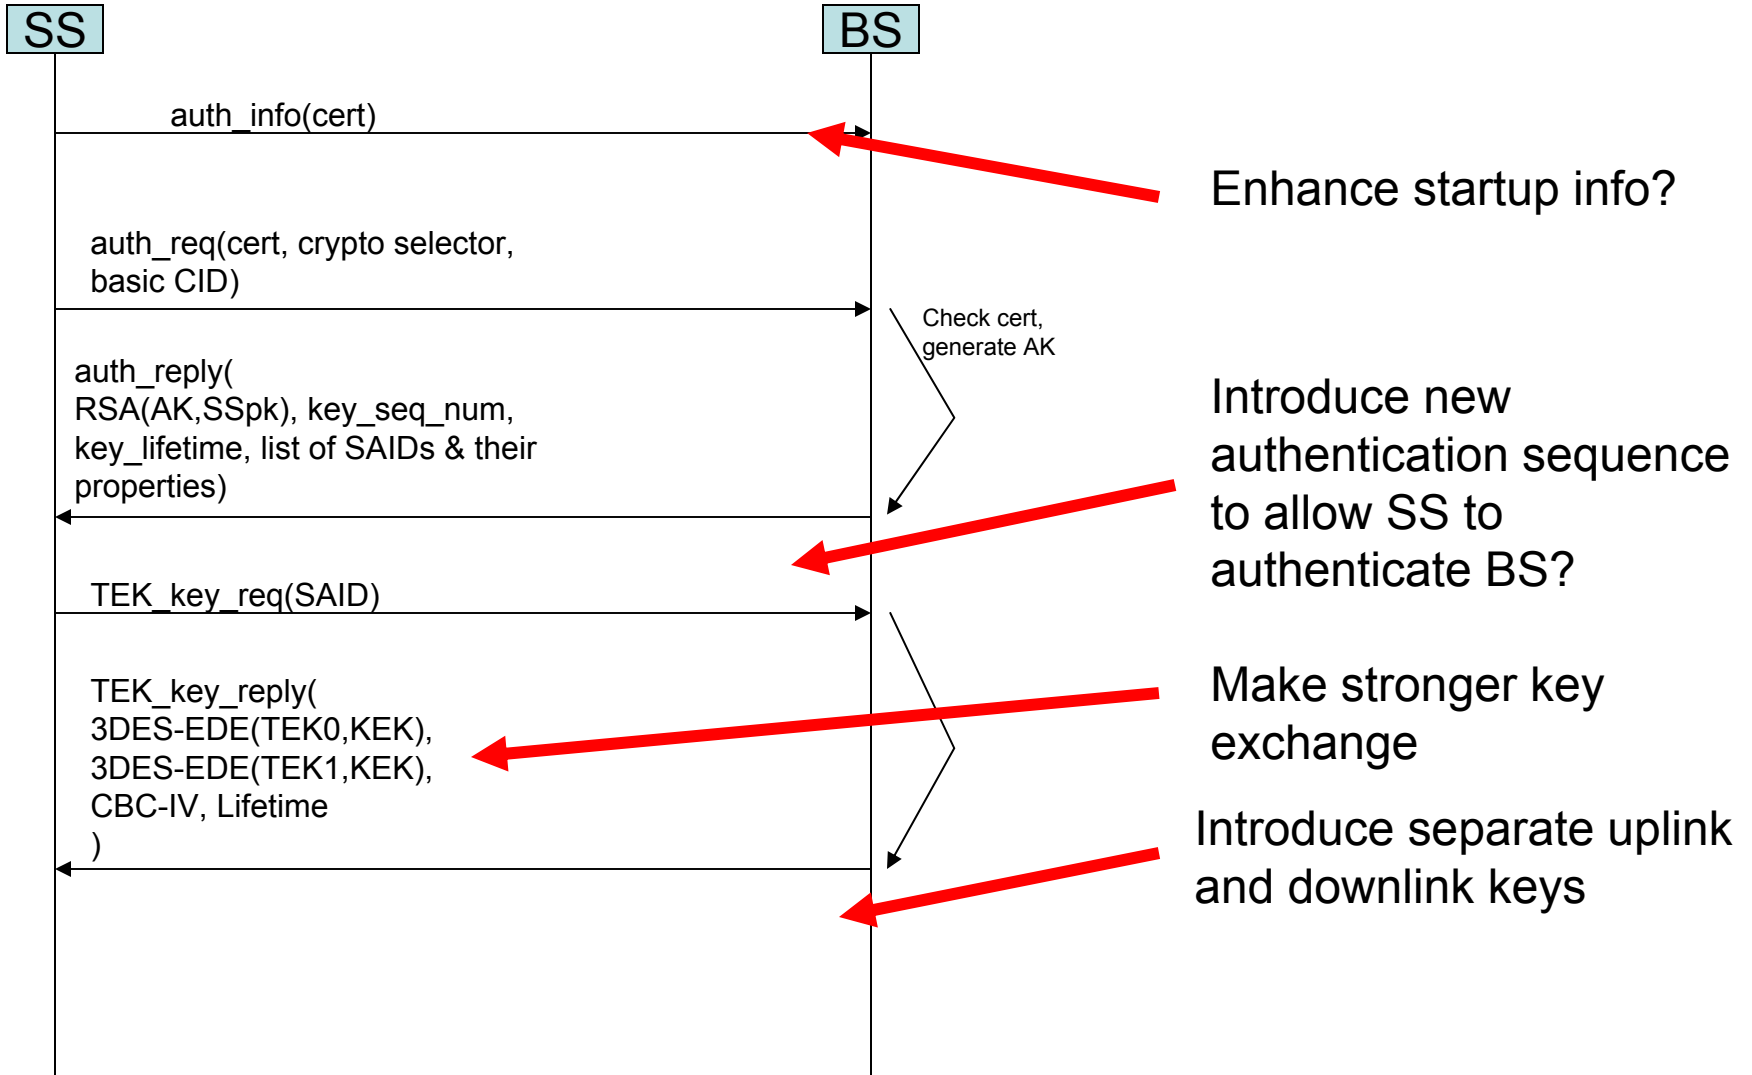 SS
BS
auth_info(cert)
Enhance startup info?
auth_req(cert, crypto selector,
basic CID)
Check cert,
generate AK
auth_reply(
RSA(AK,SSpk), key_seq_num,
key_lifetime, list of SAIDs & their
properties)
Introduce new
authentication sequence
to allow SS to
authenticate BS?
TEK_key_req(SAID)
TEK_key_reply(
3DES-EDE(TEK0,KEK),
3DES-EDE(TEK1,KEK),
CBC-IV, Lifetime
)
Make stronger key
exchange
Introduce separate uplink
and downlink keys